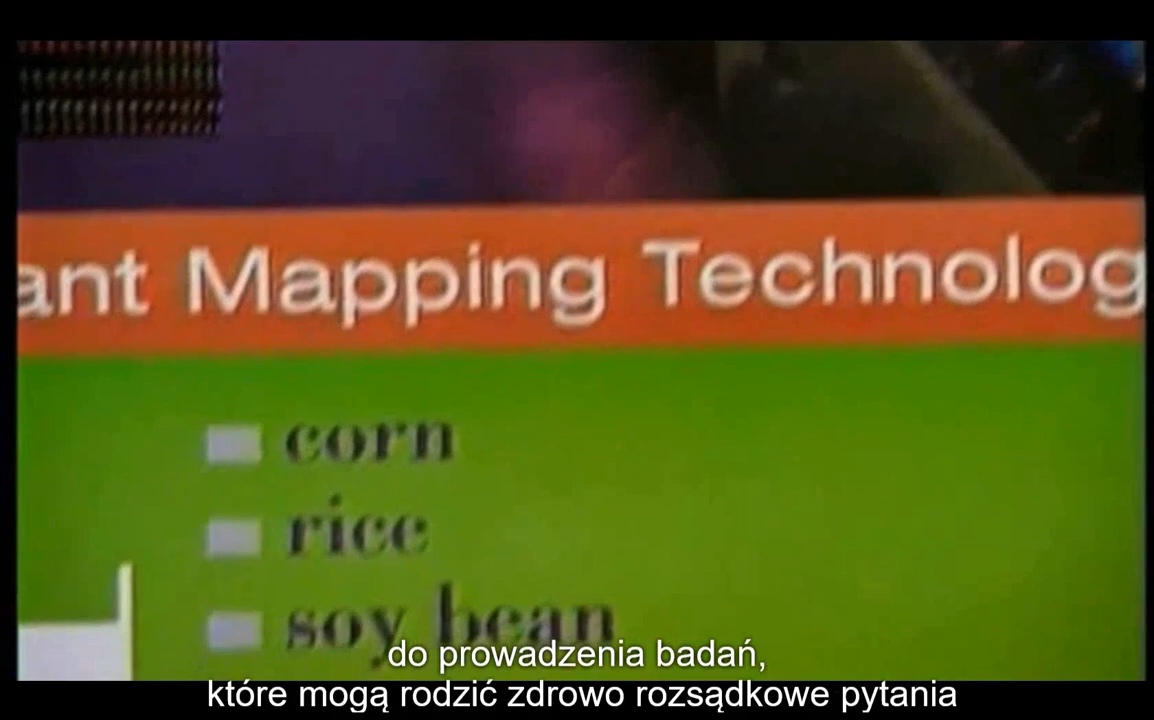 ant Mapping Technolog
corn
rice
soy bean
do prowadzenia badań,
które mogą rodzić zdrowo rozsądkowe pytania